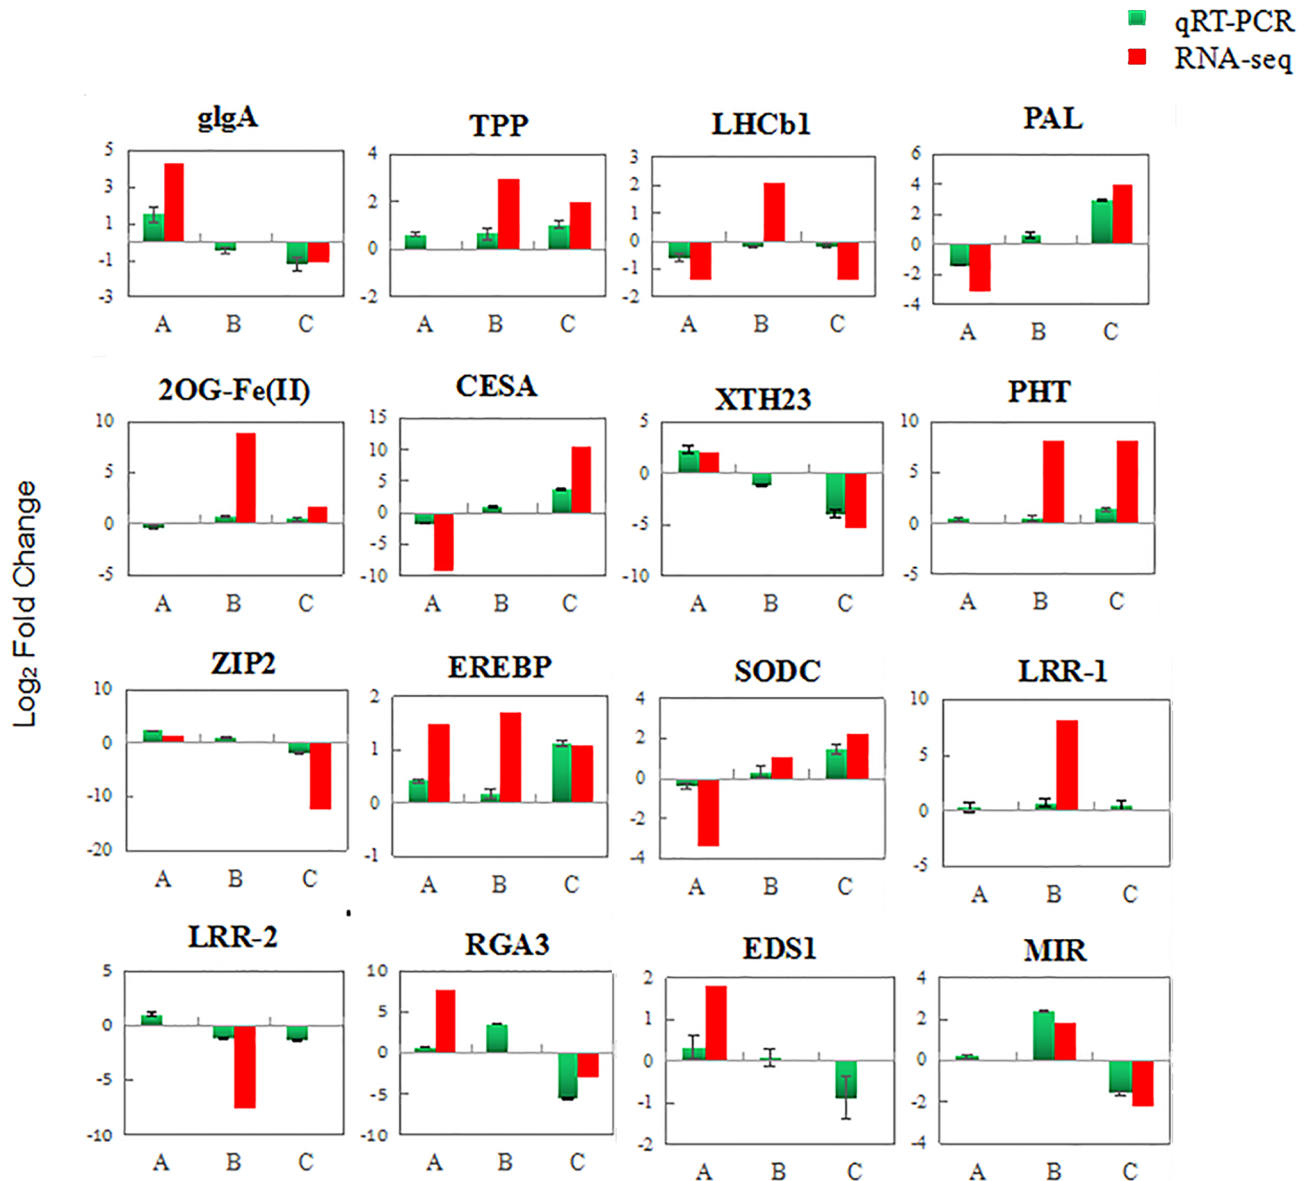 qRT-PCR
RNA-seq
glgA TPP LHCb1 PAL
5 3 1 -1 -3
4 2 0 -2
3 2 1 0 -1 -2
6 4 2 0 -2 -4
A B C A B C A B C A B C
2OG-Fe(II) CESA XTH23 PHT
10 5 0 -5
15 10 5 0 -5 -10
5 0 -5 -10
10 5 0 -5
A B C A B C A B C A B C
Log₂ Fold Change
ZIP2 EREBP SODC LRR-1
10 0 -10 -20
2 1 0 -1
4 2 0 -2 -4
10 5 0 -5
A B C A B C A B C A B C
LRR-2 RGA3 EDS1 MIR
5 0 -5 -10
10 5 0 -5 -10
2 1 0 -1 -2
4 2 0 -2 -4
A B C A B C A B C A B C